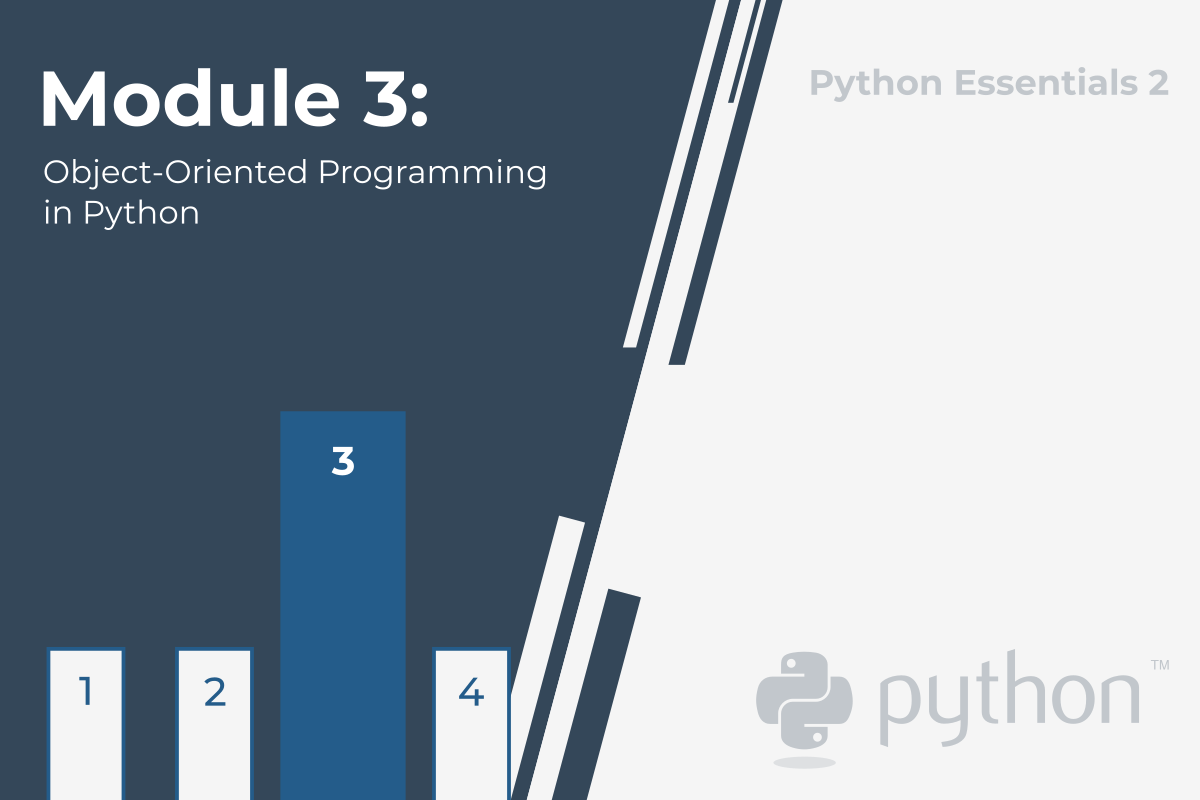 Module 3:
Object-Oriented Programming
in Python
Python Essentials 2
3
1
2
4
python
TM